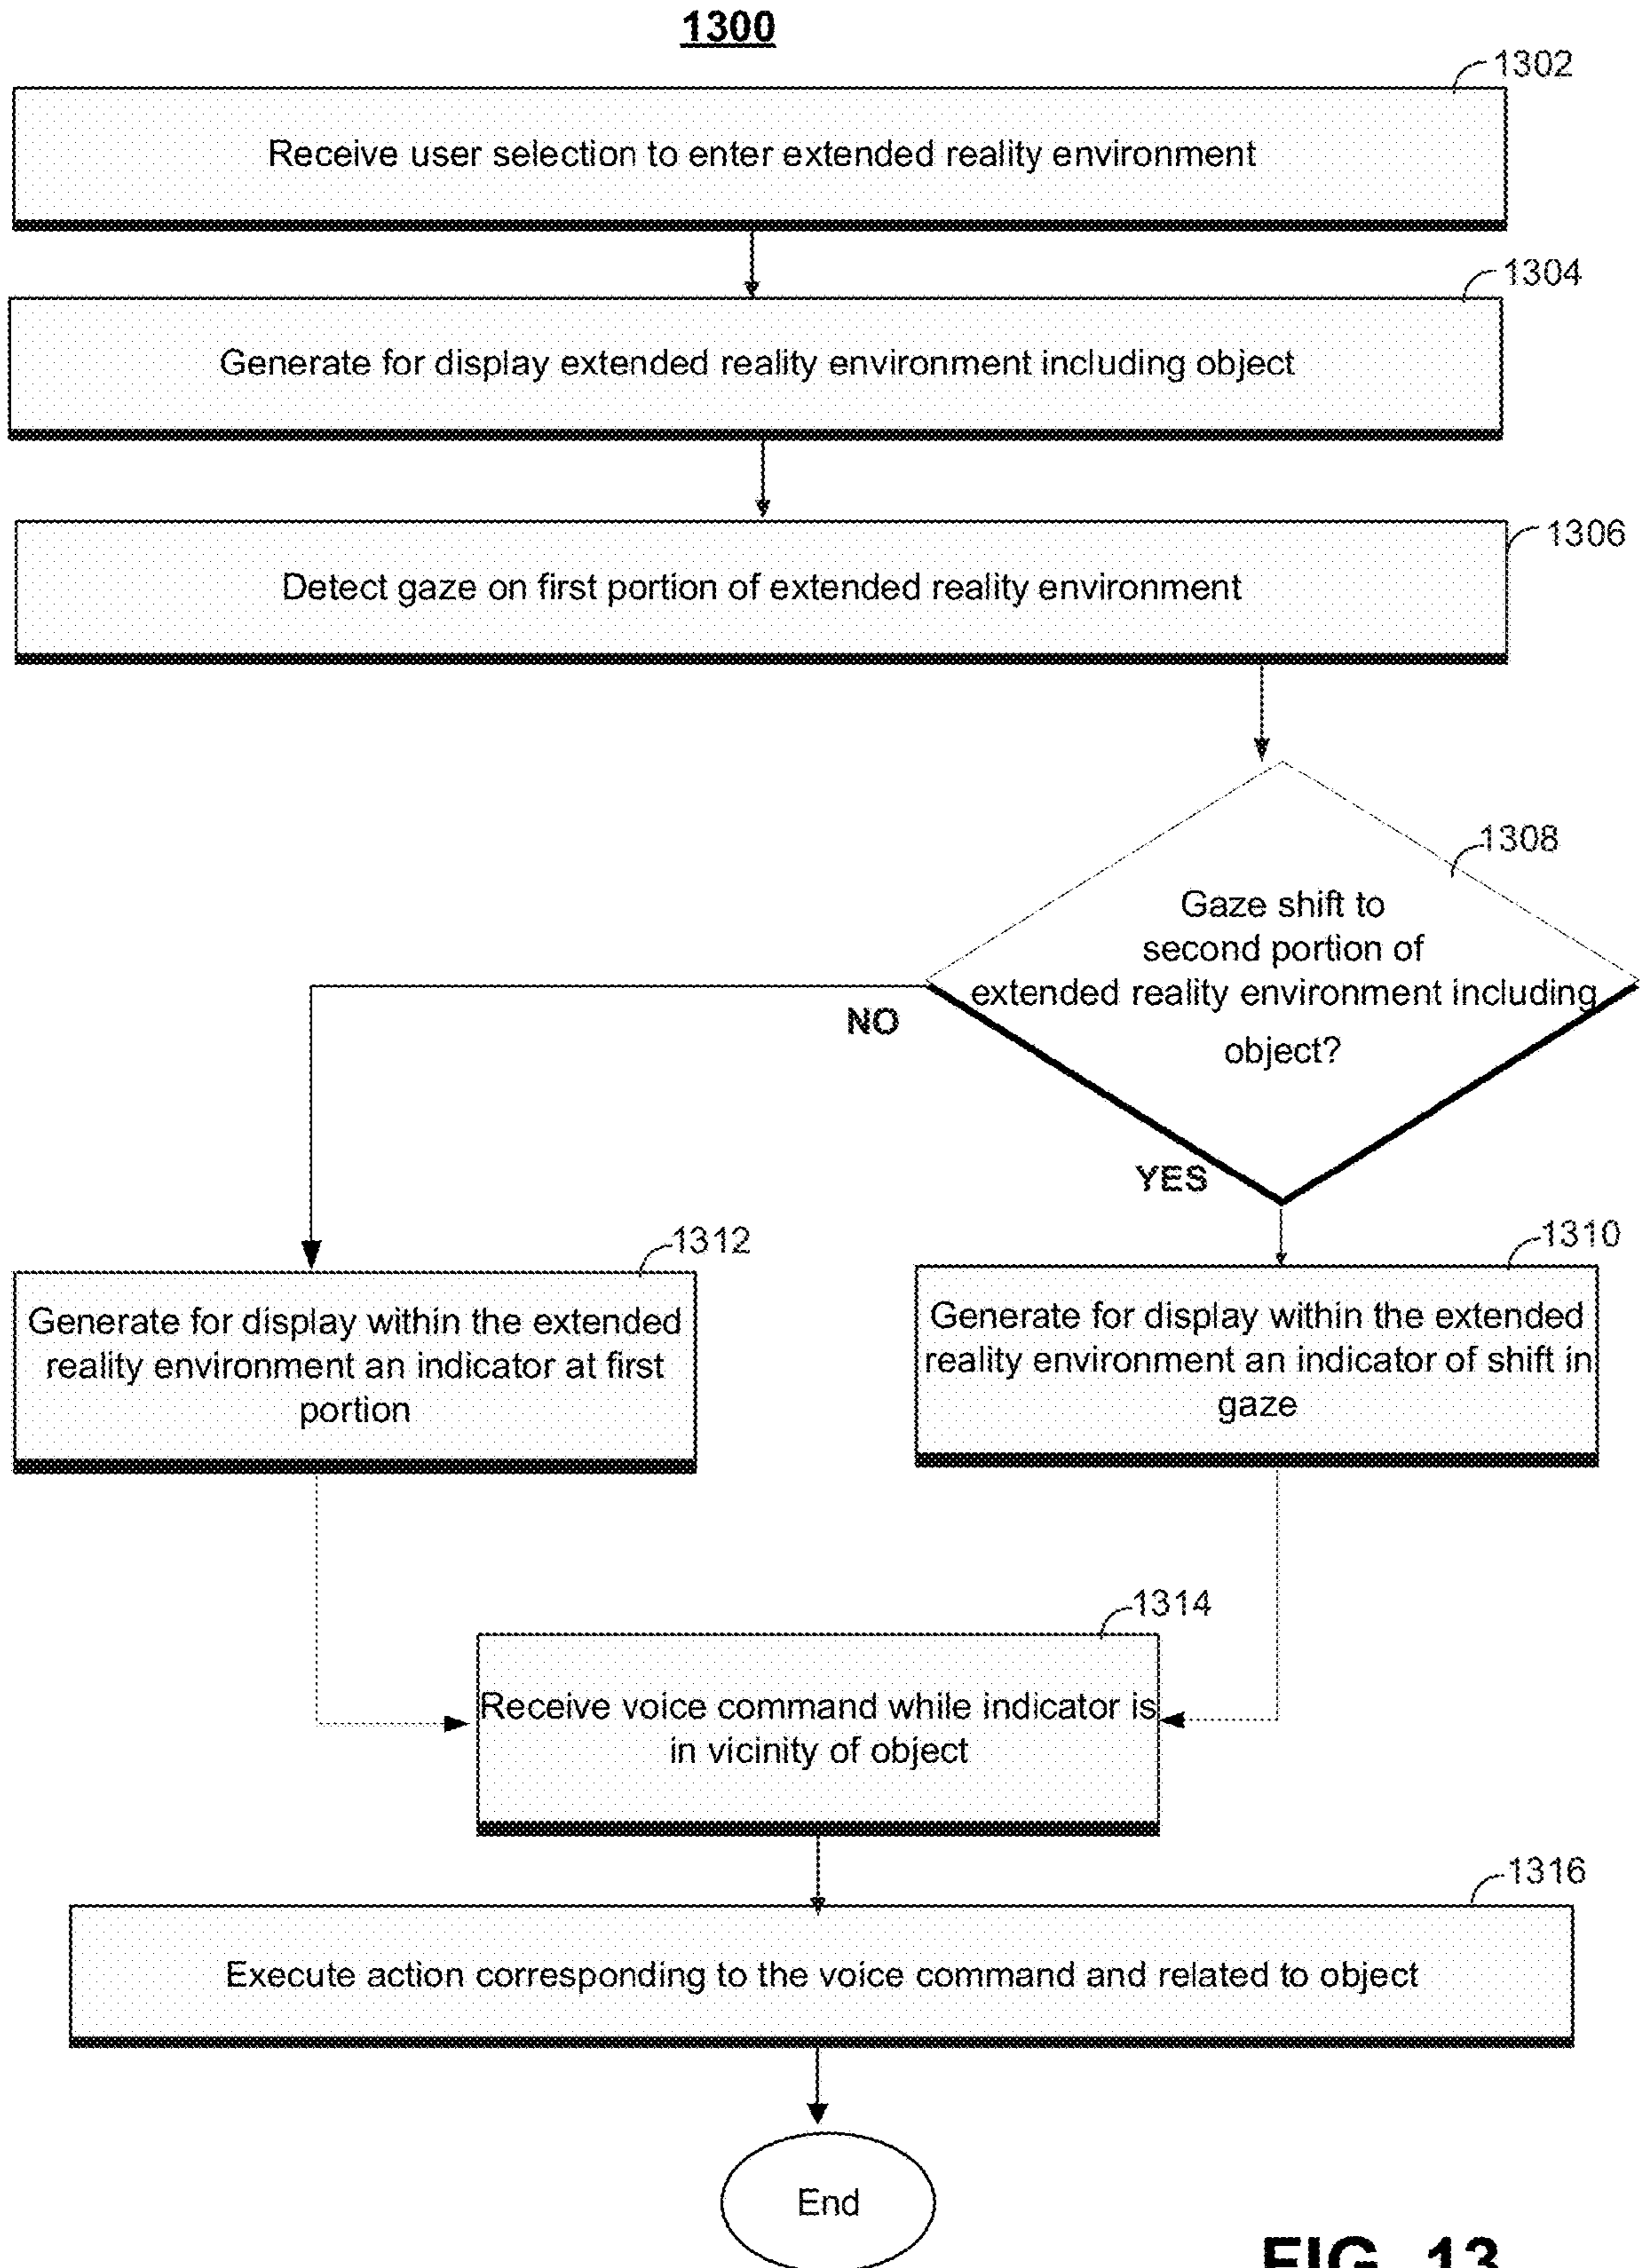 1300
1302
Receive user selection to enter extended reality environment
1304
Generate for display extended reality environment including object
1306
Detect gaze on first portion of extended reality environment
1308
Gaze shift to
second portion of
extended reality environment including
object?
NO
YES
1312
Generate for display within the extended
reality environment an indicator at first
portion
1310
Generate for display within the extended
reality environment an indicator of shift in
gaze
1314
Receive voice command while indicator is
in vicinity of object
1316
Execute action corresponding to the voice command and related to object
End
FIG. 13